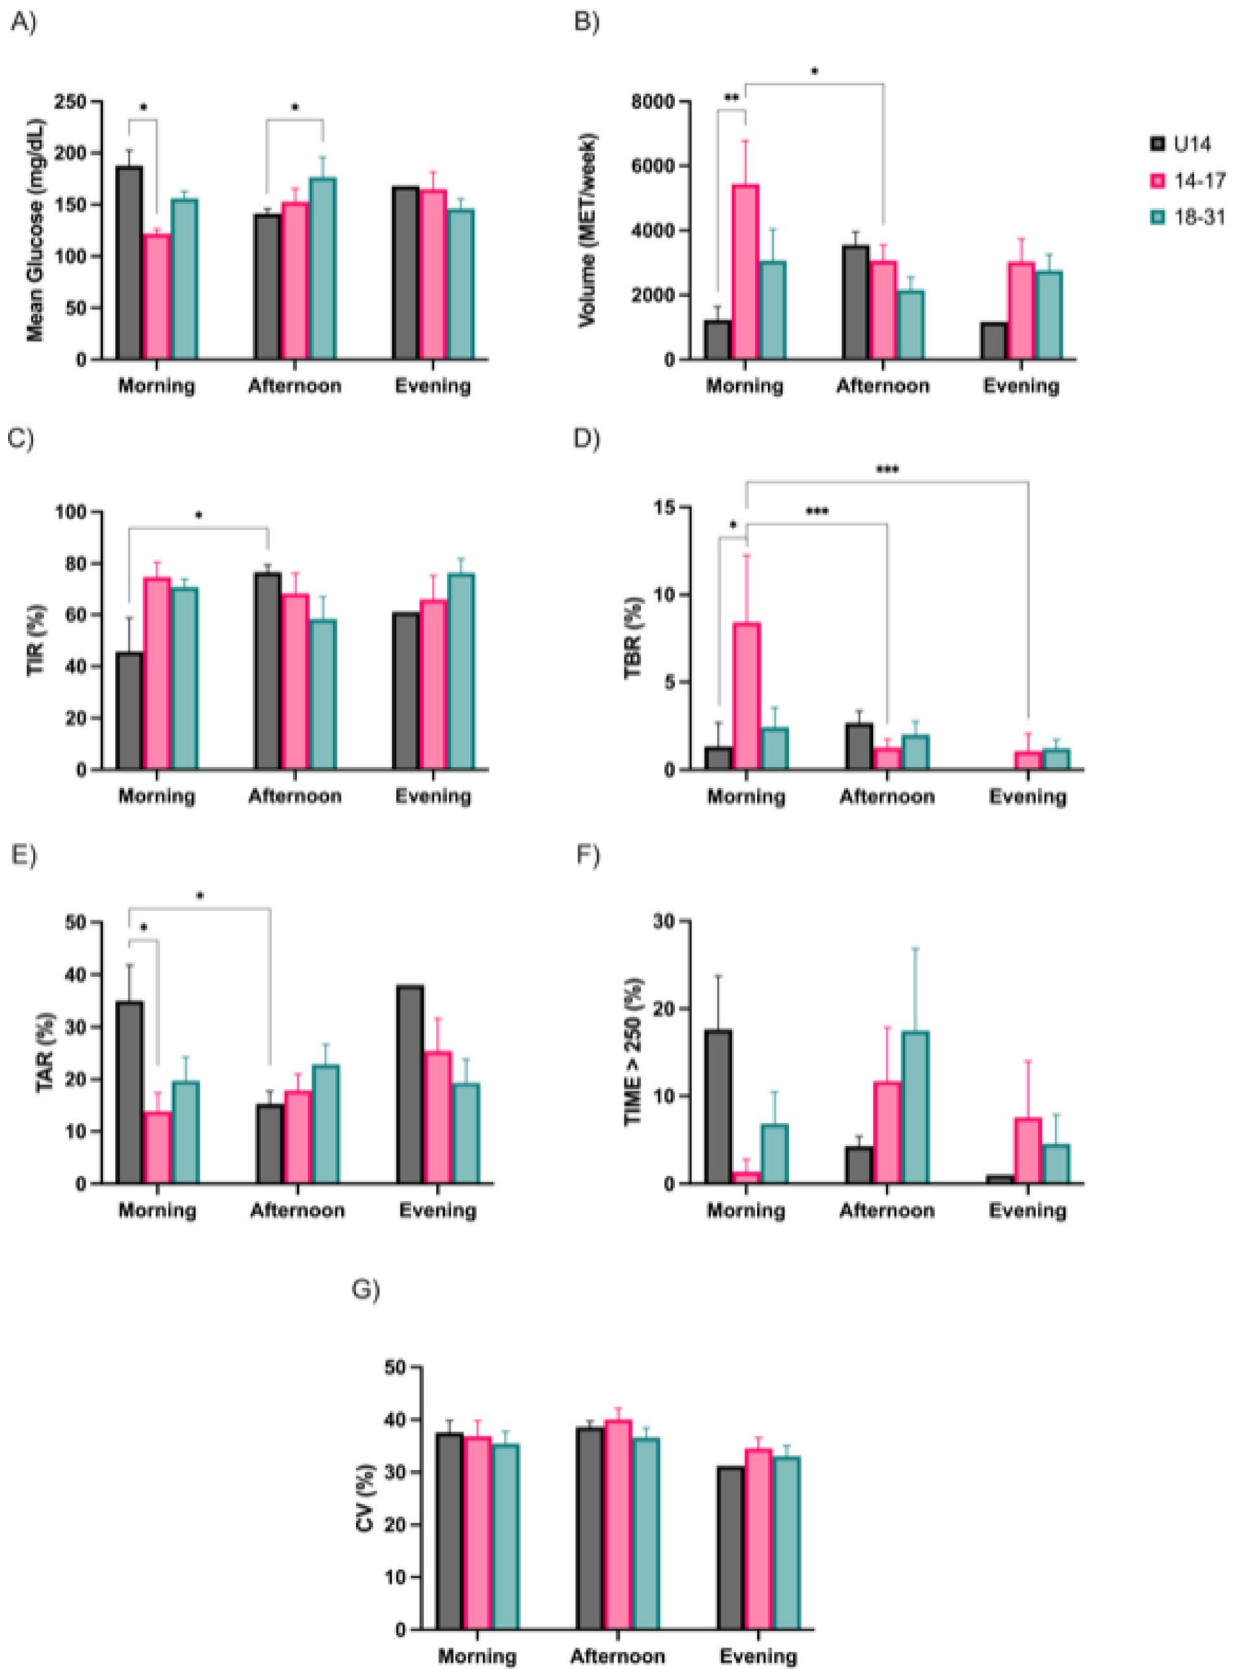 A)
Mean Glucose (mg/dL)
250
200
150
100
50
0
*
*
Morning
Afternoon
Evening
B)
Volume (MET/week)
8000
6000
4000
2000
0
**
*
Morning
Afternoon
Evening
U14
14-17
18-31
C)
TIR (%)
100
80
60
40
20
0
*
Morning
Afternoon
Evening
D)
TBR (%)
15
10
5
0
*
***
***
Morning
Afternoon
Evening
E)
TAR (%)
50
40
30
20
10
0
*
*
Morning
Afternoon
Evening
F)
TIME > 250 (%)
30
20
10
0
Morning
Afternoon
Evening
G)
CV (%)
50
40
30
20
10
0
Morning
Afternoon
Evening